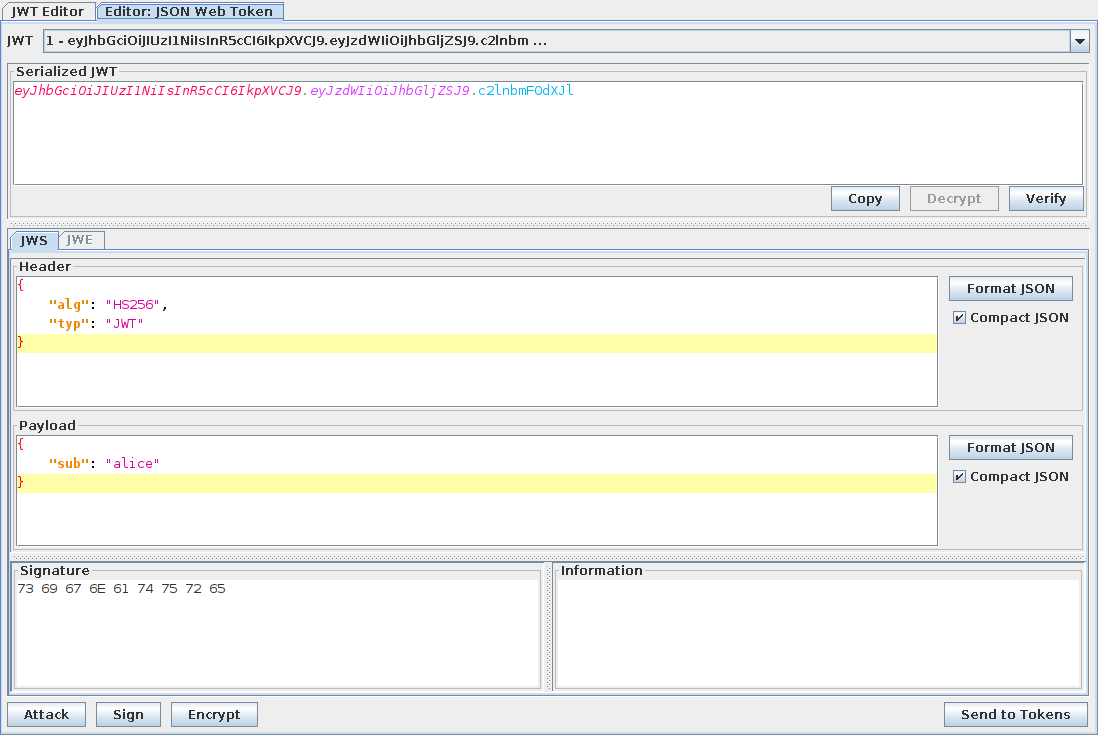 JWT Editor
Editor: JSON Web Token
JWT
1 - eyJhbGciOiJIUzI1NiIsInR5cCI6IkpXVCJ9.eyJzdWIiOiJhbGljZSJ9.c2lnbm ...
Serialized JWT
eyJhbGciOiJIUzI1NiIsInR5cCI6IkpXVCJ9.eyJzdWIiOiJhbGljZSJ9.c2lnbmF0dXJl
Copy
Decrypt
Verify
JWS
JWE
Header
{
"alg": "HS256",
"typ": "JWT"
}
Format JSON
Compact JSON
Payload
{
"sub": "alice"
}
Format JSON
Compact JSON
Signature
73 69 67 6E 61 74 75 72 65
Information
Attack
Sign
Encrypt
Send to Tokens